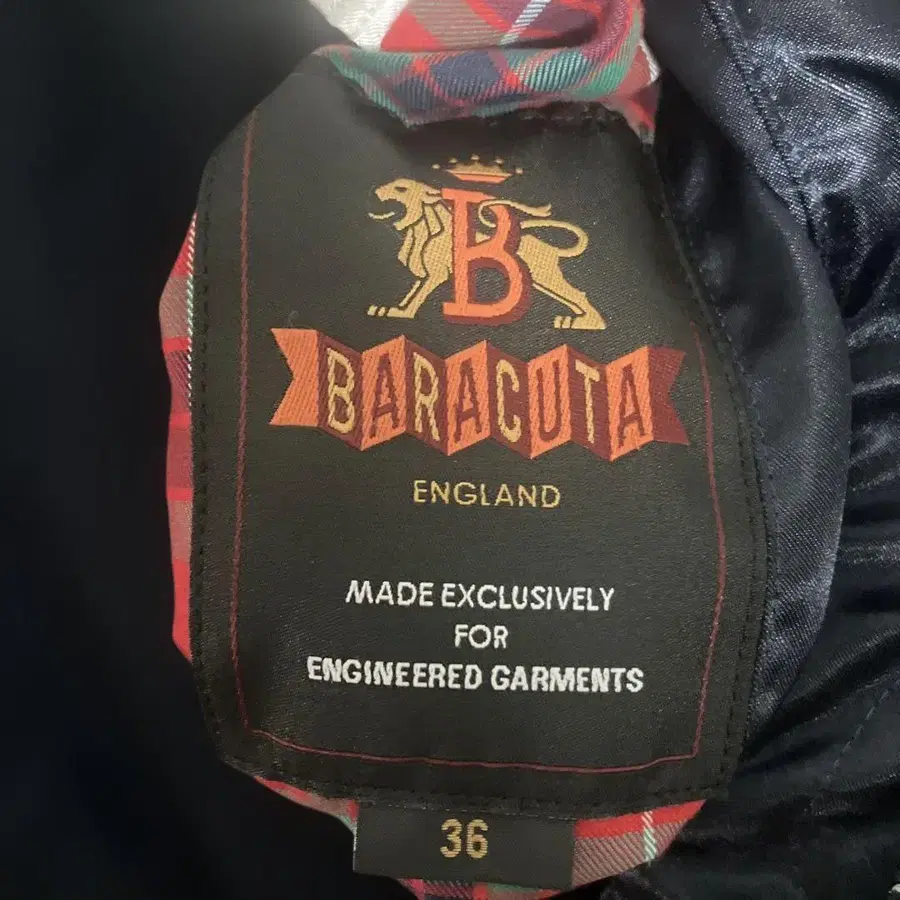 B
BARACUTA
ENGLAND
MADE EXCLUSIVELY
FOR
ENGINEERED GARMENTS
36